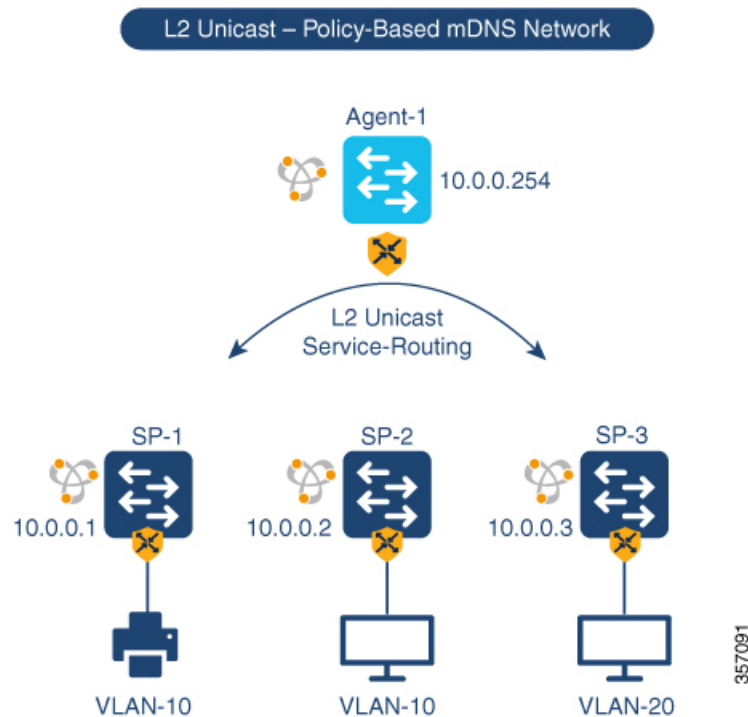 L2 Unicast – Policy-Based mDNS Network
Agent-1
10.0.0.254
L2 Unicast
Service-Routing
SP-1
SP-2
SP-3
10.0.0.1
10.0.0.2
10.0.0.3
VLAN-10
VLAN-10
VLAN-20
357091